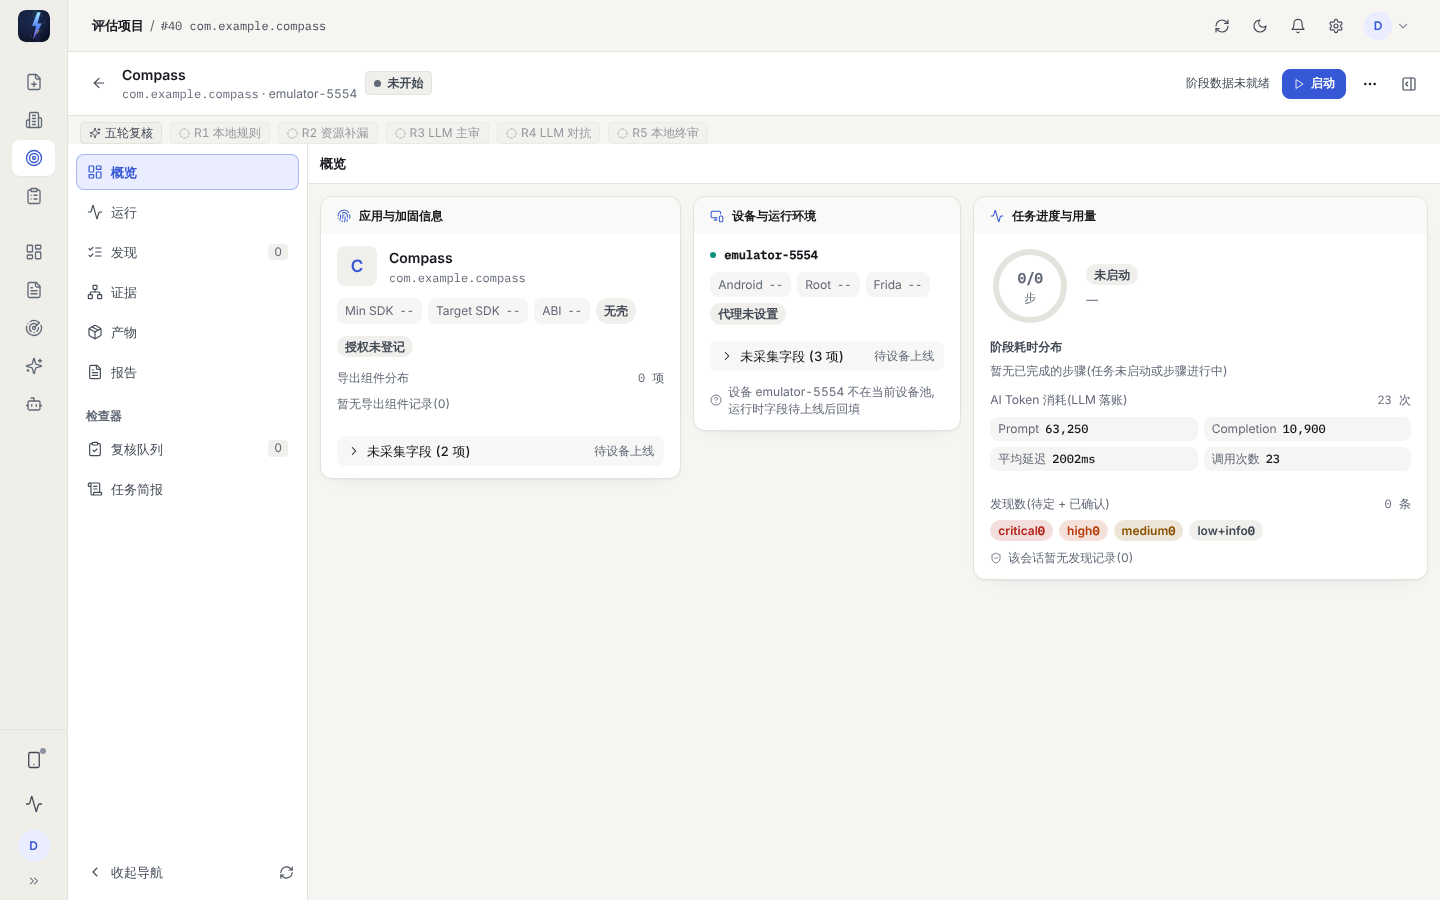 评估项目 / #40 com.example.compass
D
Compass
com.example.compass · emulator-5554
未开始
阶段数据未就绪
启动
五轮复核
R1 本地规则
R2 资源补漏
R3 LLM 主审
R4 LLM 对抗
R5 本地终审
概览
运行
发现 0
证据
产物
报告
检查器
复核队列 0
任务简报
收起导航
D
概览
应用与加固信息
C
Compass
com.example.compass
Min SDK --
Target SDK --
ABI --
无壳
授权未登记
导出组件分布 0 项
暂无导出组件记录(0)
未采集字段 (2 项) 待设备上线
设备与运行环境
emulator-5554
Android --
Root --
Frida --
代理未设置
未采集字段 (3 项) 待设备上线
设备 emulator-5554 不在当前设备池,
运行时字段待上线后回填
任务进度与用量
0/0
步
未启动
—
阶段耗时分布
暂无已完成的步骤(任务未启动或步骤进行中)
AI Token 消耗(LLM 落账) 23 次
Prompt 63,250
Completion 10,900
平均延迟 2002ms
调用次数 23
发现数(待定 + 已确认) 0 条
critical0
high0
medium0
low+info0
该会话暂无发现记录(0)